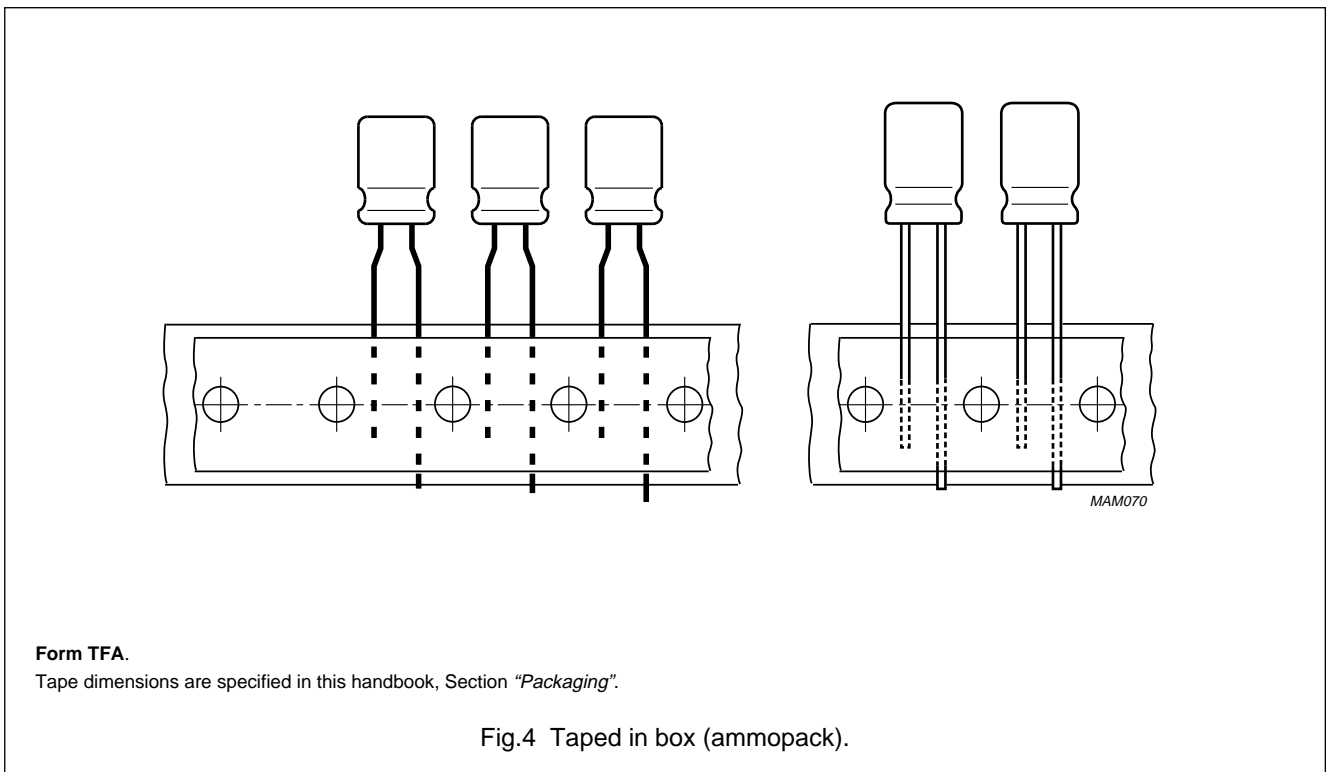 MAM070
Form TFA.
Tape dimensions are specified in this handbook, Section “Packaging”.
Fig.4 Taped in box (ammopack).